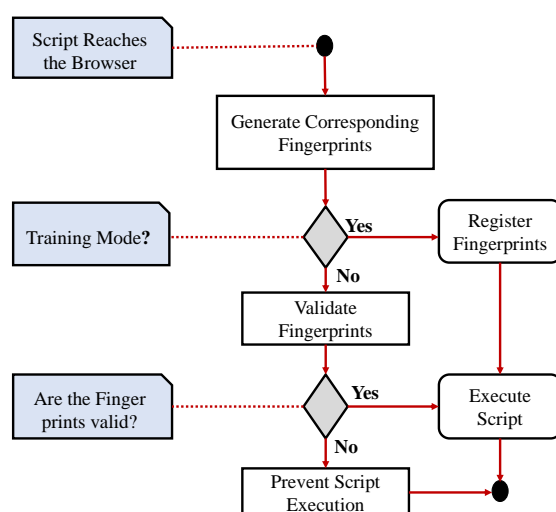 Script Reaches
the Browser
Generate Corresponding
Fingerprints
Training Mode?
Yes
Register
Fingerprints
No
Validate
Fingerprints
Are the Finger
prints valid?
Yes
Execute
Script
No
Prevent Script
Execution